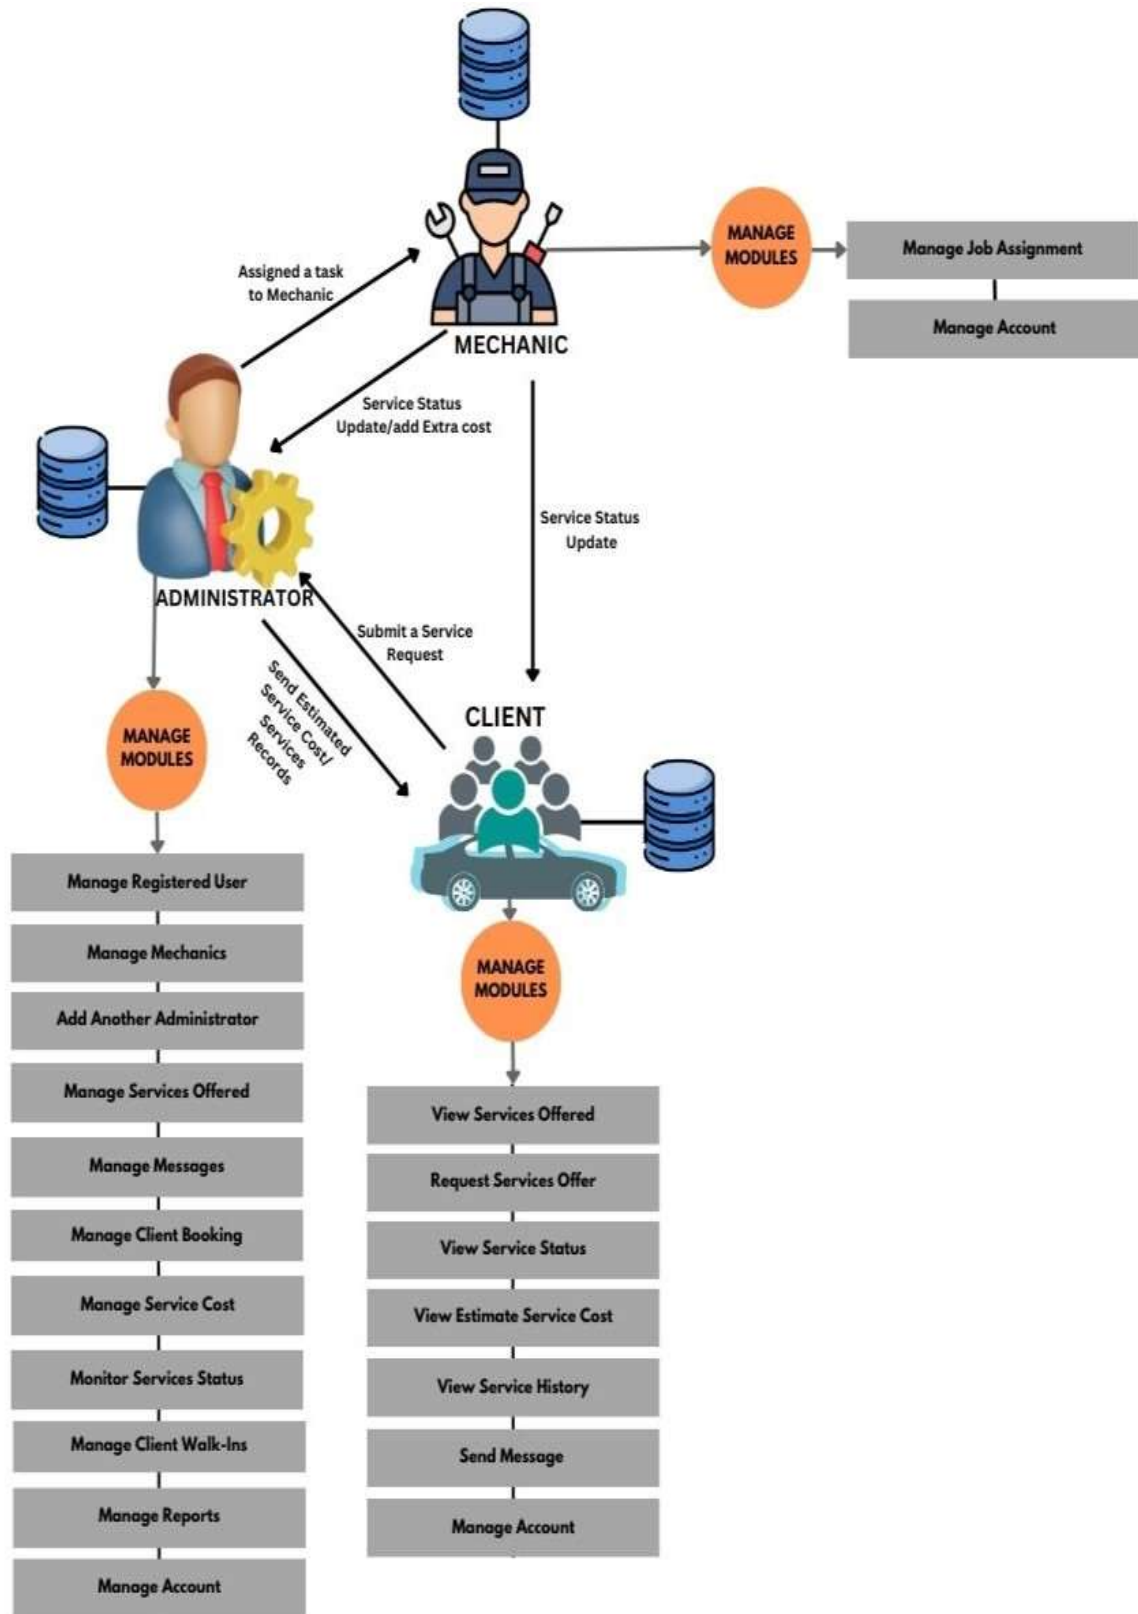 MANAGE
MODULES
Manage Job Assignment
Manage Account
Assigned a task
to Mechanic
MECHANIC
Service Status
Update/add Extra cost
Service Status
Update
ADMINISTRATOR
Submit a Service
Request
Send Estimated
Service Cost/
Services
Records
CLIENT
MANAGE
MODULES
Manage Registered User
Manage Mechanics
Add Another Administrator
Manage Services Offered
Manage Messages
Manage Client Booking
Manage Service Cost
Monitor Services Status
Manage Client Walk-Ins
Manage Reports
Manage Account
MANAGE
MODULES
View Services Offered
Request Services Offer
View Service Status
View Estimate Service Cost
View Service History
Send Message
Manage Account